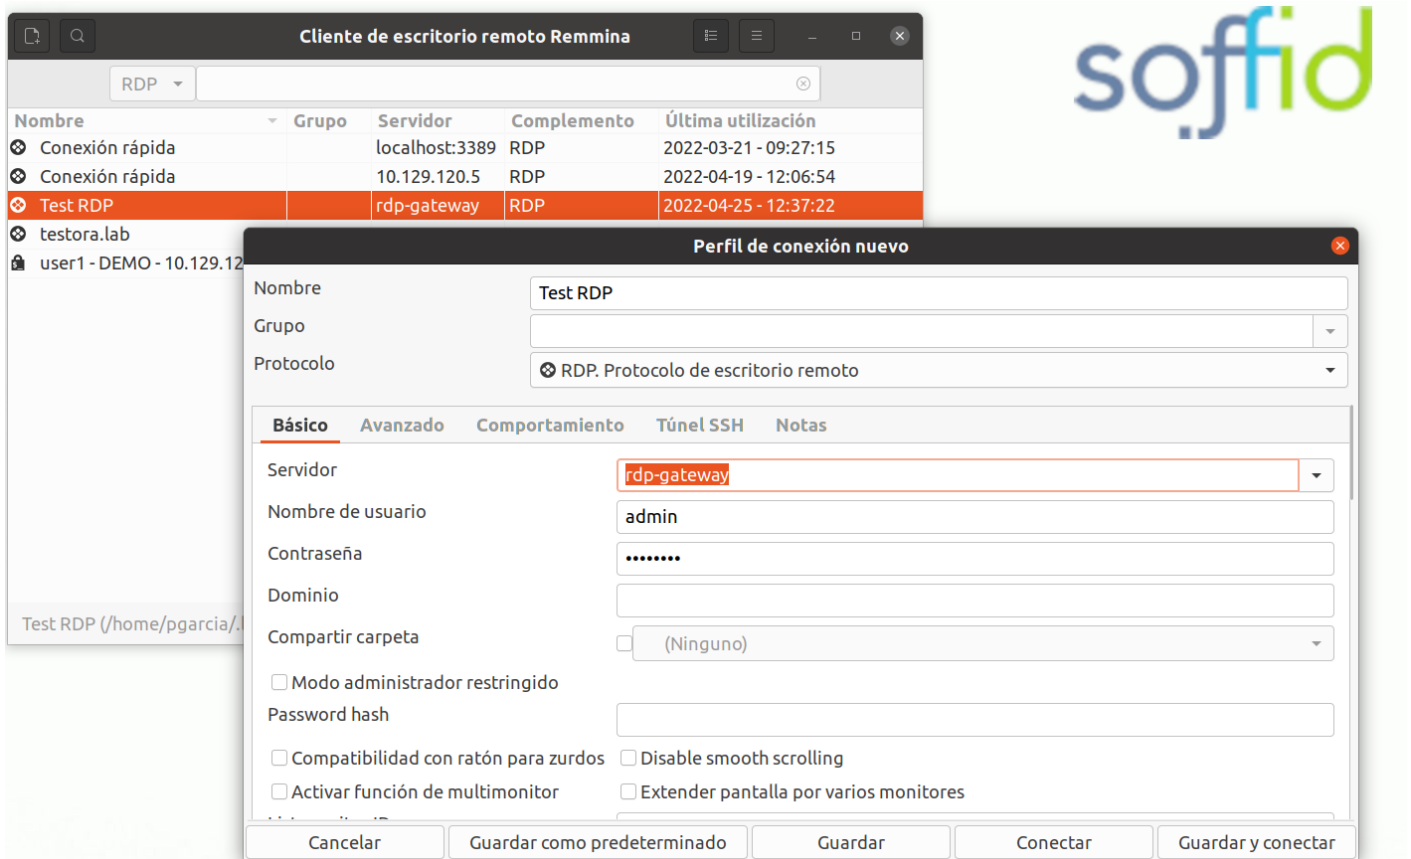 Cliente de escritorio remoto Remmina
soffid
RDP
Nombre Grupo Servidor Complemento Última utilización
Conexión rápida localhost:3389 RDP 2022-03-21 - 09:27:15
Conexión rápida 10.129.120.5 RDP 2022-04-19 - 12:06:54
Test RDP rdp-gateway RDP 2022-04-25 - 12:37:22
testora.lab
user1 - DEMO - 10.129.12
Test RDP (/home/pgarcia/.
Perfil de conexión nuevo
Nombre Test RDP
Grupo
Protocolo RDP. Protocolo de escritorio remoto
Básico Avanzado Comportamiento Túnel SSH Notas
Servidor rdp-gateway
Nombre de usuario admin
Contraseña ••••••••
Dominio
Compartir carpeta (Ninguno)
Modo administrador restringido
Password hash
Compatibilidad con ratón para zurdos Disable smooth scrolling
Activar función de multimonitor Extender pantalla por varios monitores
Cancelar Guardar como predeterminado Guardar Conectar Guardar y conectar